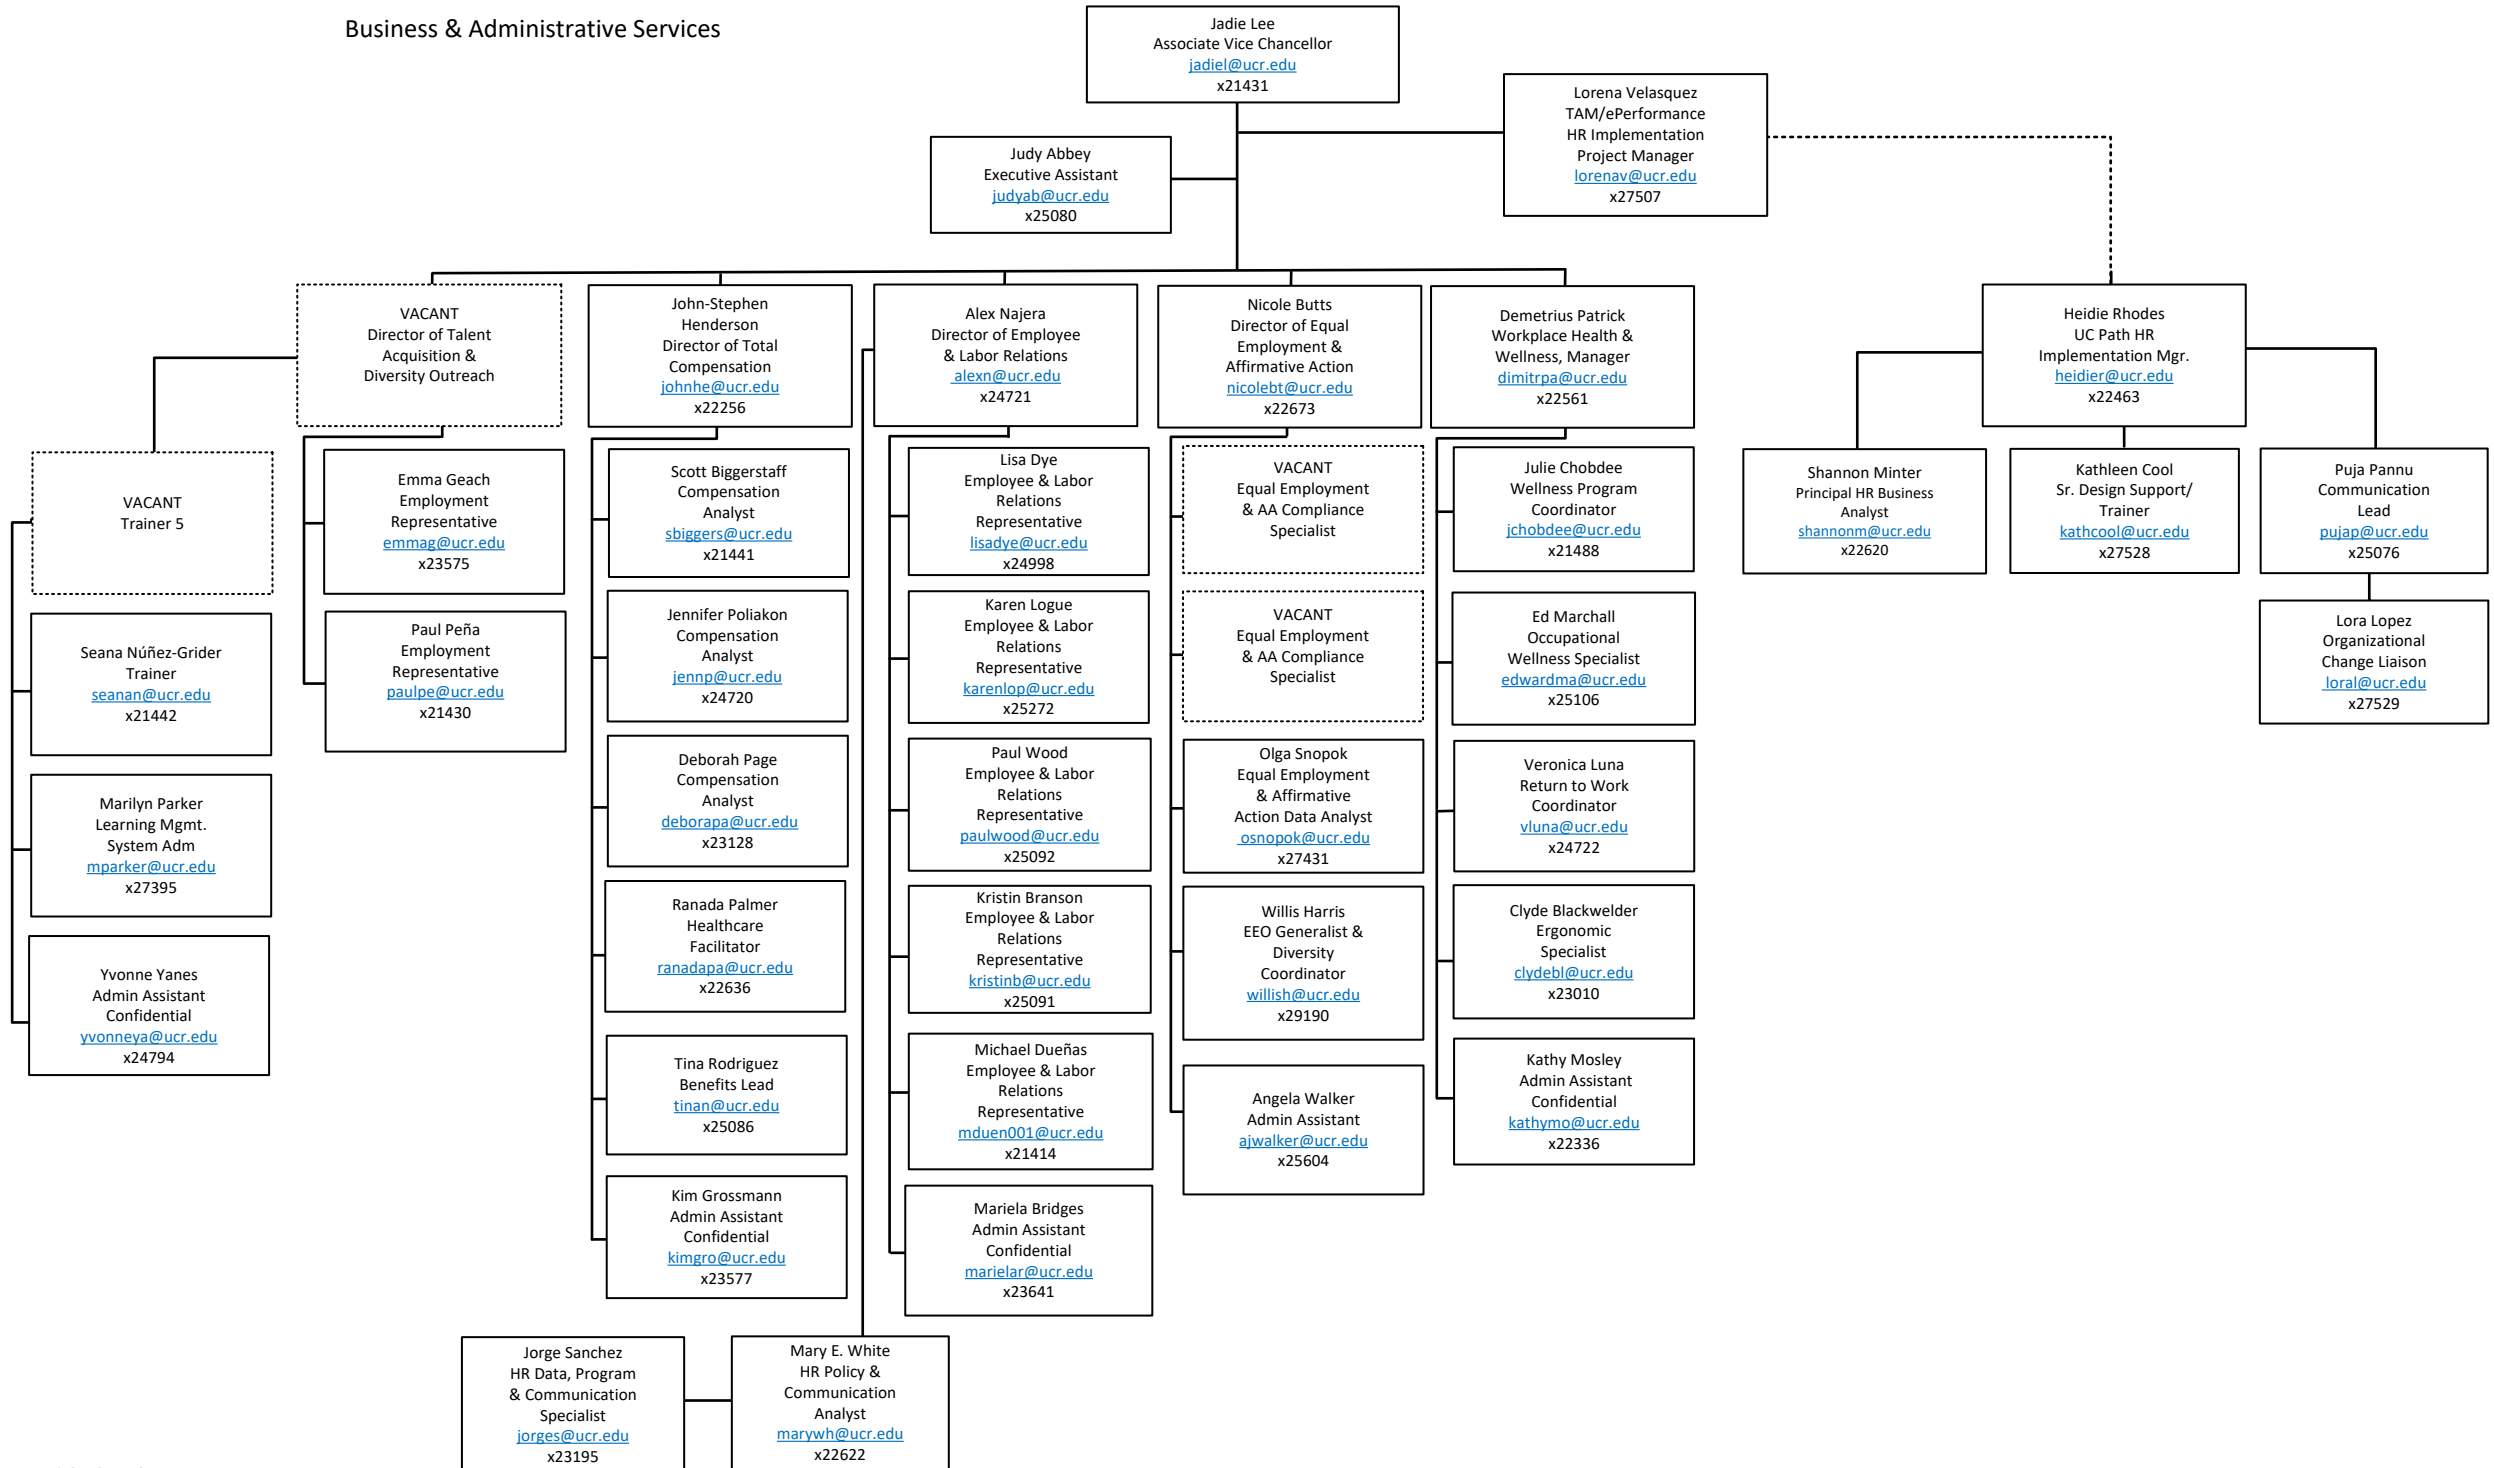 Business & Administrative Services
Jadie Lee
Associate Vice Chancellor
jadiel@ucr.edu
x21431
Lorena Velasquez
TAM/ePerformance
HR Implementation
Project Manager
lorenav@ucr.edu
x27507
Judy Abbey
Executive Assistant
judyab@ucr.edu
x25080
VACANT
Director of Talent
Acquisition &
Diversity Outreach
John-Stephen
Henderson
Director of Total
Compensation
johnhe@ucr.edu
x22256
Alex Najera
Director of Employee
& Labor Relations
alexn@ucr.edu
x24721
Nicole Butts
Director of Equal
Employment &
Affirmative Action
nicolebt@ucr.edu
x22673
Demetrius Patrick
Workplace Health &
Wellness, Manager
dimitrpa@ucr.edu
x22561
Heidie Rhodes
UC Path HR
Implementation Mgr.
heidier@ucr.edu
x22463
VACANT
Trainer 5
Seana Núñez-Grider
Trainer
seanan@ucr.edu
x21442
Marilyn Parker
Learning Mgmt.
System Adm
mparker@ucr.edu
x27395
Yvonne Yanes
Admin Assistant
Confidential
yvonneya@ucr.edu
x24794
Emma Geach
Employment
Representative
emmag@ucr.edu
x23575
Paul Peña
Employment
Representative
paulpe@ucr.edu
x21430
Scott Biggerstaff
Compensation
Analyst
sbiggers@ucr.edu
x21441
Jennifer Poliakon
Compensation
Analyst
jennp@ucr.edu
x24720
Deborah Page
Compensation
Analyst
deborapa@ucr.edu
x23128
Ranada Palmer
Healthcare
Facilitator
ranadapa@ucr.edu
x22636
Tina Rodriguez
Benefits Lead
tinan@ucr.edu
x25086
Kim Grossmann
Admin Assistant
Confidential
kimgro@ucr.edu
x23577
Lisa Dye
Employee & Labor
Relations
Representative
lisadye@ucr.edu
x24998
Karen Logue
Employee & Labor
Relations
Representative
karenlop@ucr.edu
x25272
Paul Wood
Employee & Labor
Relations
Representative
paulwood@ucr.edu
x25092
Kristin Branson
Employee & Labor
Relations
Representative
kristinb@ucr.edu
x25091
Michael Dueñas
Employee & Labor
Relations
Representative
mduen001@ucr.edu
x21414
Mariela Bridges
Admin Assistant
Confidential
marielar@ucr.edu
x23641
VACANT
Equal Employment
& AA Compliance
Specialist
VACANT
Equal Employment
& AA Compliance
Specialist
Olga Snopok
Equal Employment
& Affirmative
Action Data Analyst
osnopok@ucr.edu
x27431
Willis Harris
EEO Generalist &
Diversity
Coordinator
willish@ucr.edu
x29190
Angela Walker
Admin Assistant
ajwalker@ucr.edu
x25604
Julie Chobdee
Wellness Program
Coordinator
jchobdee@ucr.edu
x21488
Ed Marchall
Occupational
Wellness Specialist
edwardma@ucr.edu
x25106
Veronica Luna
Return to Work
Coordinator
vluna@ucr.edu
x24722
Clyde Blackwelder
Ergonomic
Specialist
clydebl@ucr.edu
x23010
Kathy Mosley
Admin Assistant
Confidential
kathymo@ucr.edu
x22336
Shannon Minter
Principal HR Business
Analyst
shannonm@ucr.edu
x22620
Kathleen Cool
Sr. Design Support/
Trainer
kathcool@ucr.edu
x27528
Puja Pannu
Communication
Lead
pujap@ucr.edu
x25076
Lora Lopez
Organizational
Change Liaison
loral@ucr.edu
x27529
Jorge Sanchez
HR Data, Program
& Communication
Specialist
jorges@ucr.edu
x23195
Mary E. White
HR Policy &
Communication
Analyst
marywh@ucr.edu
x22622